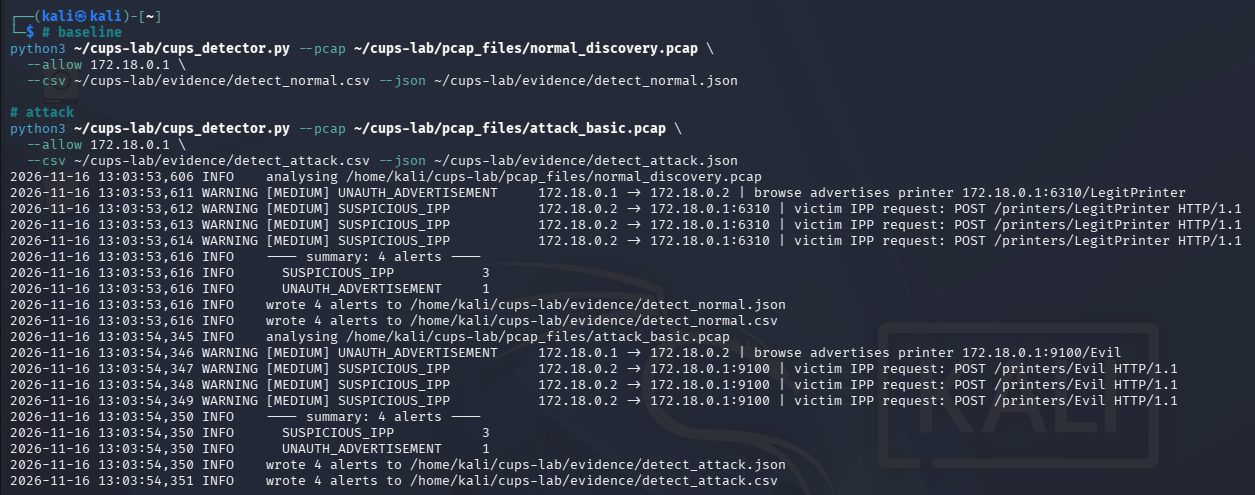 ┌──(kali㉿kali)-[~]
└─$ # baseline
python3 ~/cups-lab/cups_detector.py --pcap ~/cups-lab/pcap_files/normal_discovery.pcap \
  --allow 172.18.0.1 \
  --csv ~/cups-lab/evidence/detect_normal.csv --json ~/cups-lab/evidence/detect_normal.json

# attack
python3 ~/cups-lab/cups_detector.py --pcap ~/cups-lab/pcap_files/attack_basic.pcap \
  --allow 172.18.0.1 \
  --csv ~/cups-lab/evidence/detect_attack.csv --json ~/cups-lab/evidence/detect_attack.json
2026-11-16 13:03:53,606 INFO    analysing /home/kali/cups-lab/pcap_files/normal_discovery.pcap
2026-11-16 13:03:53,611 WARNING [MEDIUM] UNAUTH_ADVERTISEMENT     172.18.0.1 → 172.18.0.2 | browse advertises printer 172.18.0.1:6310/LegitPrinter
2026-11-16 13:03:53,612 WARNING [MEDIUM] SUSPICIOUS_IPP           172.18.0.2 → 172.18.0.1:6310 | victim IPP request: POST /printers/LegitPrinter HTTP/1.1
2026-11-16 13:03:53,613 WARNING [MEDIUM] SUSPICIOUS_IPP           172.18.0.2 → 172.18.0.1:6310 | victim IPP request: POST /printers/LegitPrinter HTTP/1.1
2026-11-16 13:03:53,614 WARNING [MEDIUM] SUSPICIOUS_IPP           172.18.0.2 → 172.18.0.1:6310 | victim IPP request: POST /printers/LegitPrinter HTTP/1.1
2026-11-16 13:03:53,616 INFO    ──── summary: 4 alerts ────
2026-11-16 13:03:53,616 INFO      SUSPICIOUS_IPP           3
2026-11-16 13:03:53,616 INFO      UNAUTH_ADVERTISEMENT     1
2026-11-16 13:03:53,616 INFO    wrote 4 alerts to /home/kali/cups-lab/evidence/detect_normal.json
2026-11-16 13:03:53,616 INFO    wrote 4 alerts to /home/kali/cups-lab/evidence/detect_normal.csv
2026-11-16 13:03:54,345 INFO    analysing /home/kali/cups-lab/pcap_files/attack_basic.pcap
2026-11-16 13:03:54,346 WARNING [MEDIUM] UNAUTH_ADVERTISEMENT     172.18.0.1 → 172.18.0.2 | browse advertises printer 172.18.0.1:9100/Evil
2026-11-16 13:03:54,347 WARNING [MEDIUM] SUSPICIOUS_IPP           172.18.0.2 → 172.18.0.1:9100 | victim IPP request: POST /printers/Evil HTTP/1.1
2026-11-16 13:03:54,348 WARNING [MEDIUM] SUSPICIOUS_IPP           172.18.0.2 → 172.18.0.1:9100 | victim IPP request: POST /printers/Evil HTTP/1.1
2026-11-16 13:03:54,349 WARNING [MEDIUM] SUSPICIOUS_IPP           172.18.0.2 → 172.18.0.1:9100 | victim IPP request: POST /printers/Evil HTTP/1.1
2026-11-16 13:03:54,350 INFO    ──── summary: 4 alerts ────
2026-11-16 13:03:54,350 INFO      SUSPICIOUS_IPP           3
2026-11-16 13:03:54,350 INFO      UNAUTH_ADVERTISEMENT     1
2026-11-16 13:03:54,350 INFO    wrote 4 alerts to /home/kali/cups-lab/evidence/detect_attack.json
2026-11-16 13:03:54,351 INFO    wrote 4 alerts to /home/kali/cups-lab/evidence/detect_attack.csv
KALI